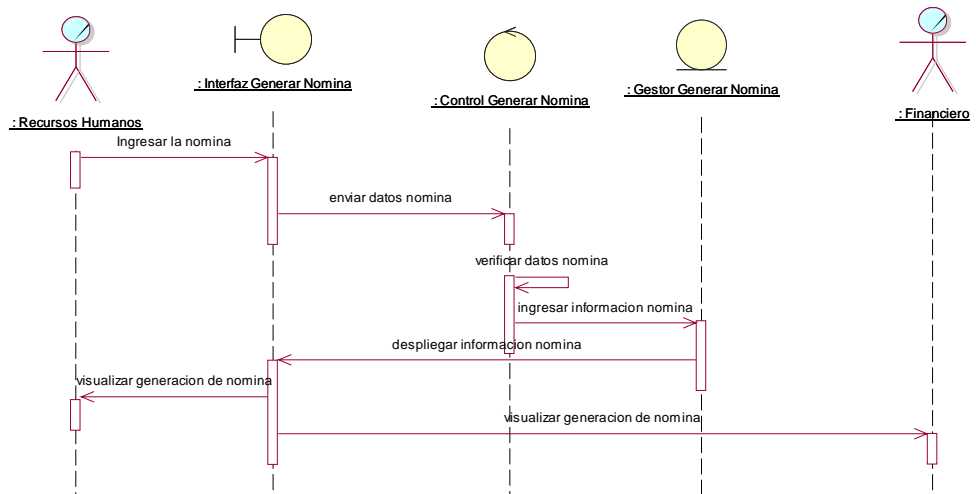 : Interfaz Generar Nomina
: Control Generar Nomina
: Gestor Generar Nomina
: Recursos Humanos
: Financiero
Ingresar la nomina
enviar datos nomina
verificar datos nomina
ingresar informacion nomina
despliegar informacion nomina
visualizar generacion de nomina
visualizar generacion de nomina